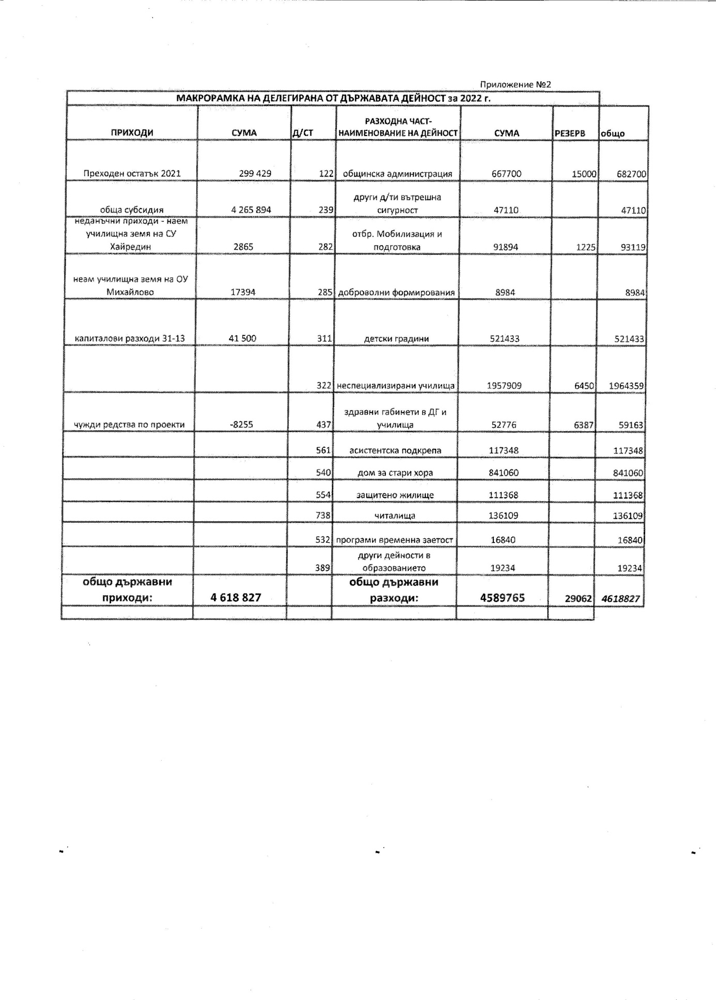 Приложение №2
МАКРОРАМКА НА ДЕЛЕГИРАНА ОТ ДЪРЖАВАТА ДЕЙНОСТ за 2022 г.
ПРИХОДИ СУМА Д/СТ РАЗХОДНА ЧАСТ-
НАИМЕНОВАНИЕ НА ДЕЙНОСТ СУМА РЕЗЕРВ общо
Преходен остатък 2021 299 429 122 общинска администрация 667700 15000 682700
други д/ти вътрешна
обща субсидия 4 265 894 239 сигурност 47110 47110
неданъчни приходи - наем
училищна земя на СУ отбр. Мобилизация и
Хайредин 2865 282 подготовка 91894 1225 93119
неам училищна земя на ОУ
Михайлово 17394 285 доброволни формирования 8984 8984
капиталови разходи 31-13 41 500 311 детски градини 521433 521433
322 неспециализирани училища 1957909 6450 1964359
здравни габинети в ДГ и
чужди редства по проекти -8255 437 училища 52776 6387 59163
561 асистентска подкрепа 117348 117348
540 дом за стари хора 841060 841060
554 защитено жилище 111368 111368
738 читалища 136109 136109
532 програми временна заетост 16840 16840
други дейности в
389 образованието 19234 19234
общо държавни общо държавни
приходи: 4 618 827 разходи: 4589765 29062 4618827